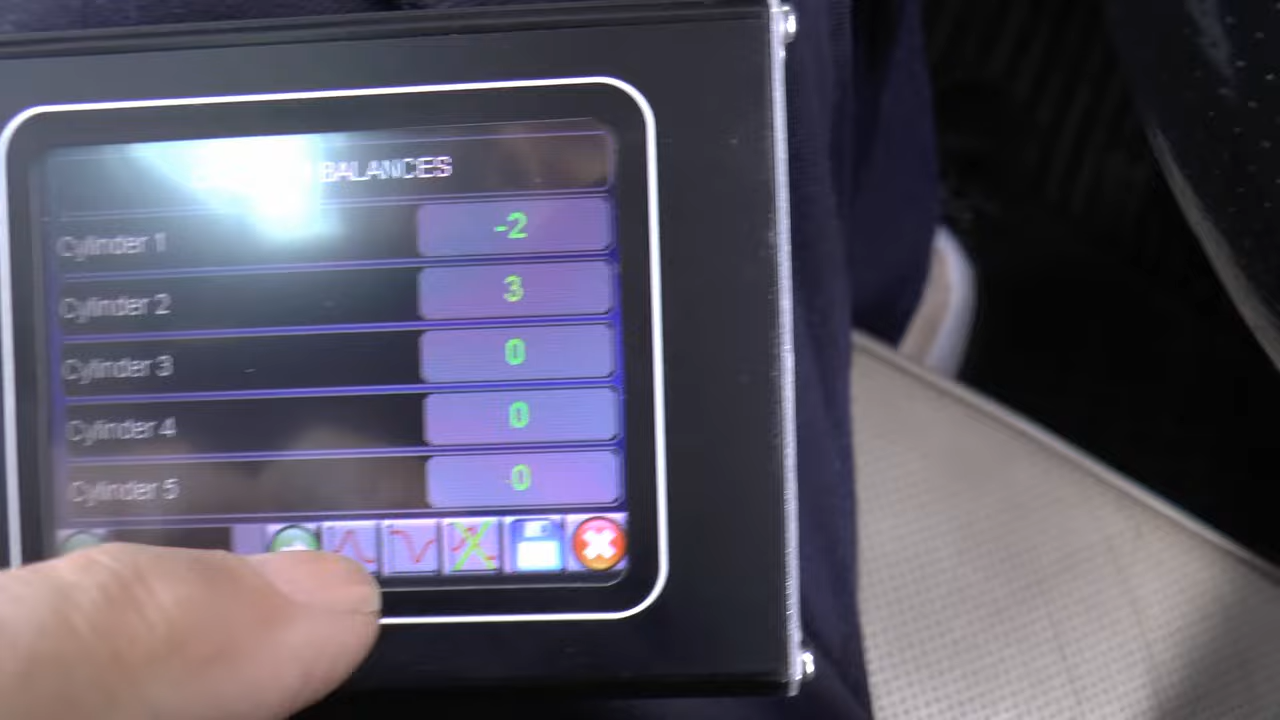 BALANCES
Cylinder 1 -2
Cylinder 2 3
Cylinder 3 0
Cylinder 4 0
Cylinder 5 0